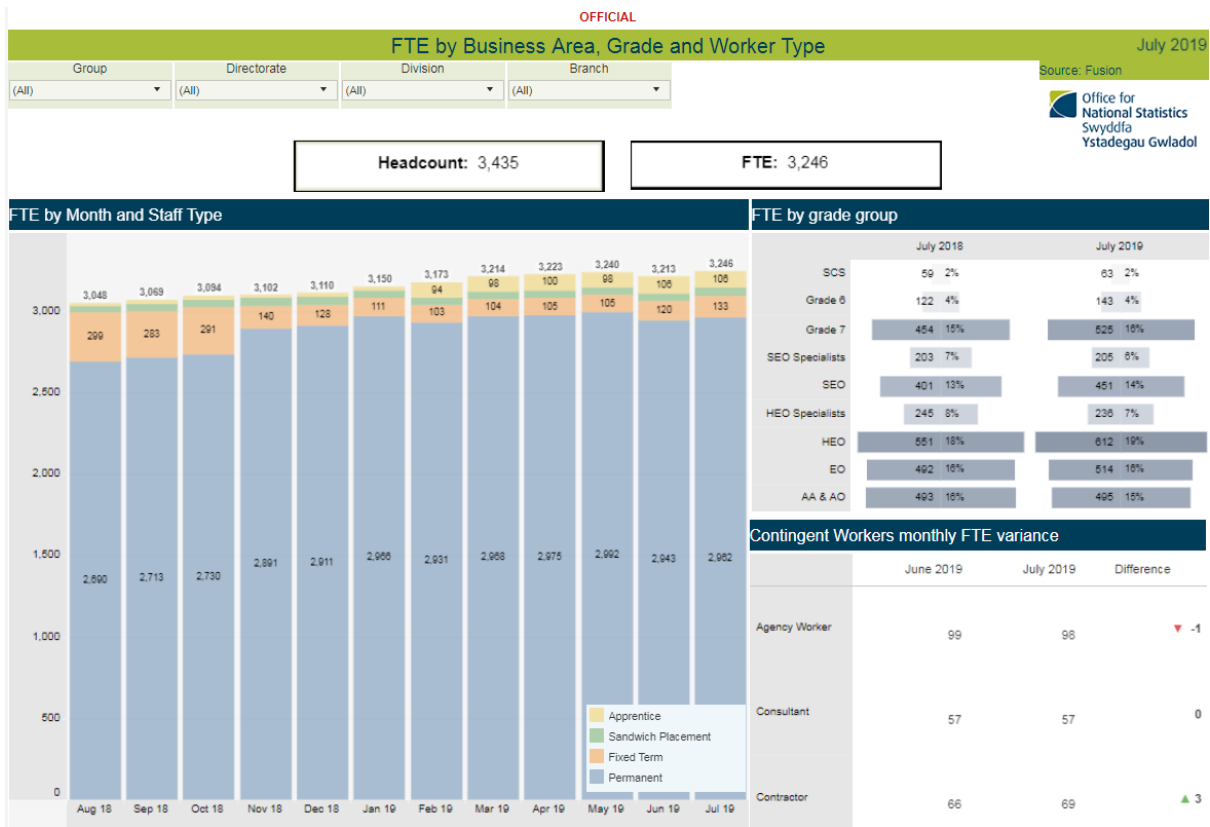 OFFICIAL
FTE by Business Area, Grade and Worker Type
July 2019
Group Directorate Division Branch
(All) (All) (All) (All)
Source: Fusion
Office for
National Statistics
Swyddfa
Ystadegau Gwladol
Headcount: 3,435
FTE: 3,246
FTE by Month and Staff Type
3,048 3,069 3,094 3,102 3,110 3,150 3,173 3,214 3,223 3,240 3,213 3,246
94 98 100 98 106 106
299 283 291 140 128 111 103 104 105 105 120 133
2,690 2,713 2,730 2,891 2,911 2,966 2,931 2,968 2,975 2,992 2,943 2,962
3,000
2,500
2,000
1,500
1,000
500
0
Apprentice
Sandwich Placement
Fixed Term
Permanent
Aug 18 Sep 18 Oct 18 Nov 18 Dec 18 Jan 19 Feb 19 Mar 19 Apr 19 May 19 Jun 19 Jul 19
FTE by grade group
July 2018 July 2019
SCS 59 2% 63 2%
Grade 6 122 4% 143 4%
Grade 7 454 15% 525 16%
SEO Specialists 203 7% 205 6%
SEO 401 13% 451 14%
HEO Specialists 245 8% 236 7%
HEO 551 18% 612 19%
EO 492 16% 514 16%
AA & AO 493 16% 495 15%
Contingent Workers monthly FTE variance
June 2019 July 2019 Difference
Agency Worker 99 98 ▼ -1
Consultant 57 57 0
Contractor 66 69 ▲ 3